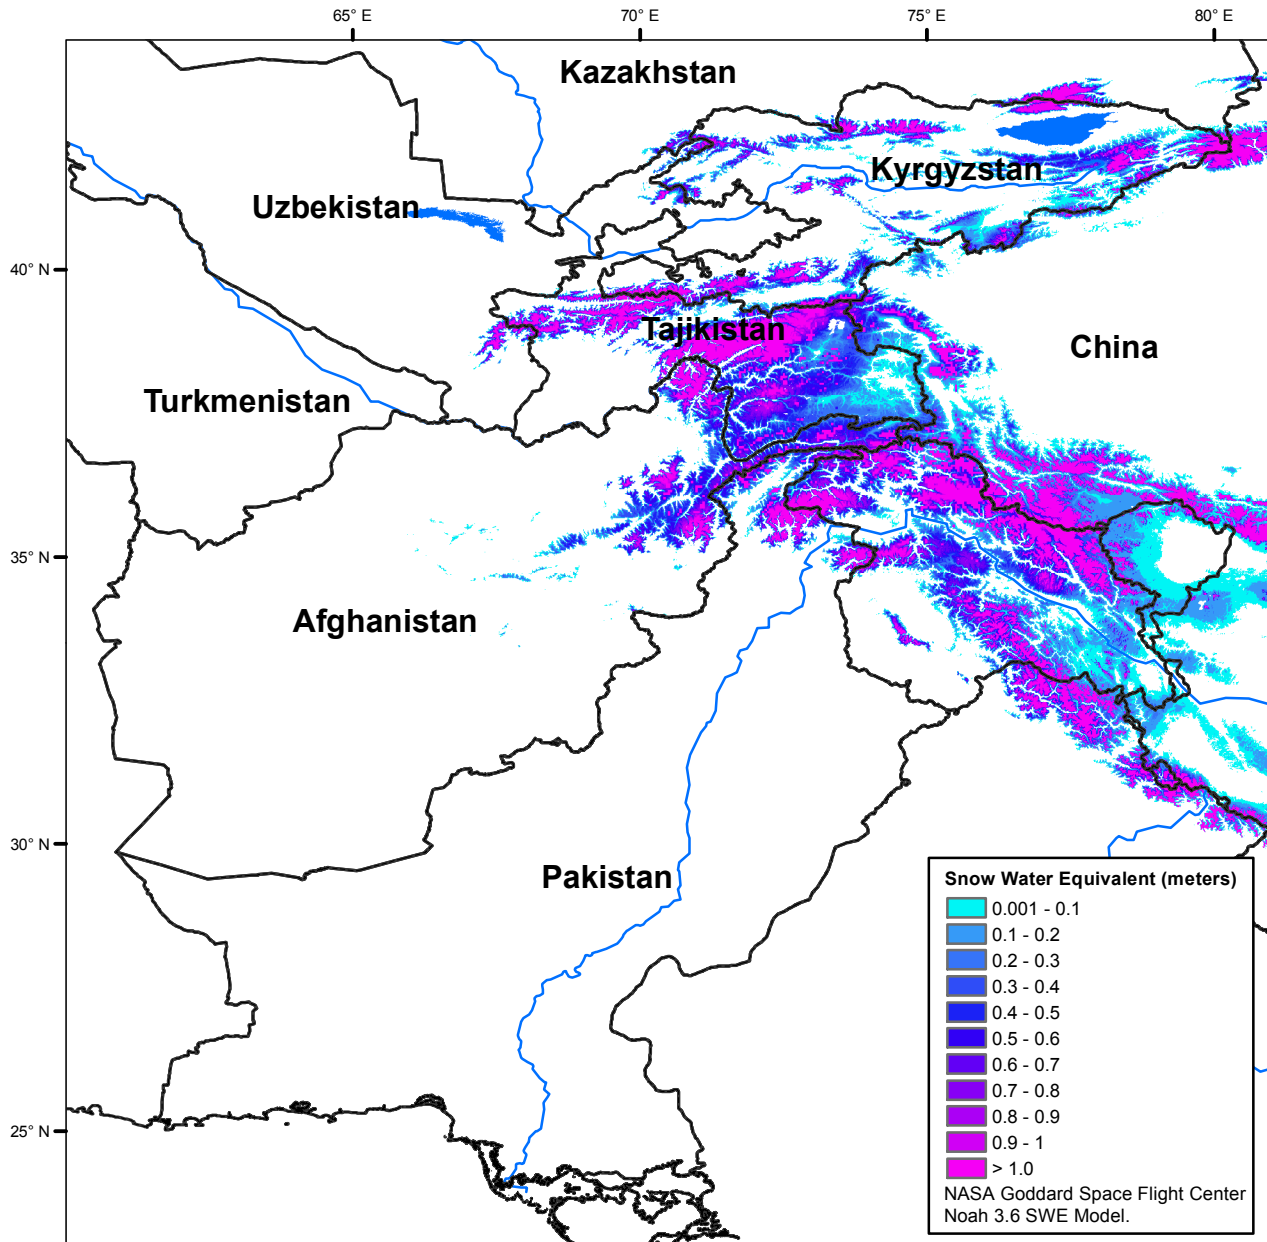 65° E
70° E
75° E
80° E
Kazakhstan
Kyrgyzstan
Uzbekistan
40° N
Tajikistan
China
Turkmenistan
35° N
Afghanistan
30° N
Pakistan
25° N
Snow Water Equivalent (meters)
0.001 - 0.1
0.1 - 0.2
0.2 - 0.3
0.3 - 0.4
0.4 - 0.5
0.5 - 0.6
0.6 - 0.7
0.7 - 0.8
0.8 - 0.9
0.9 - 1
> 1.0
NASA Goddard Space Flight Center
Noah 3.6 SWE Model.